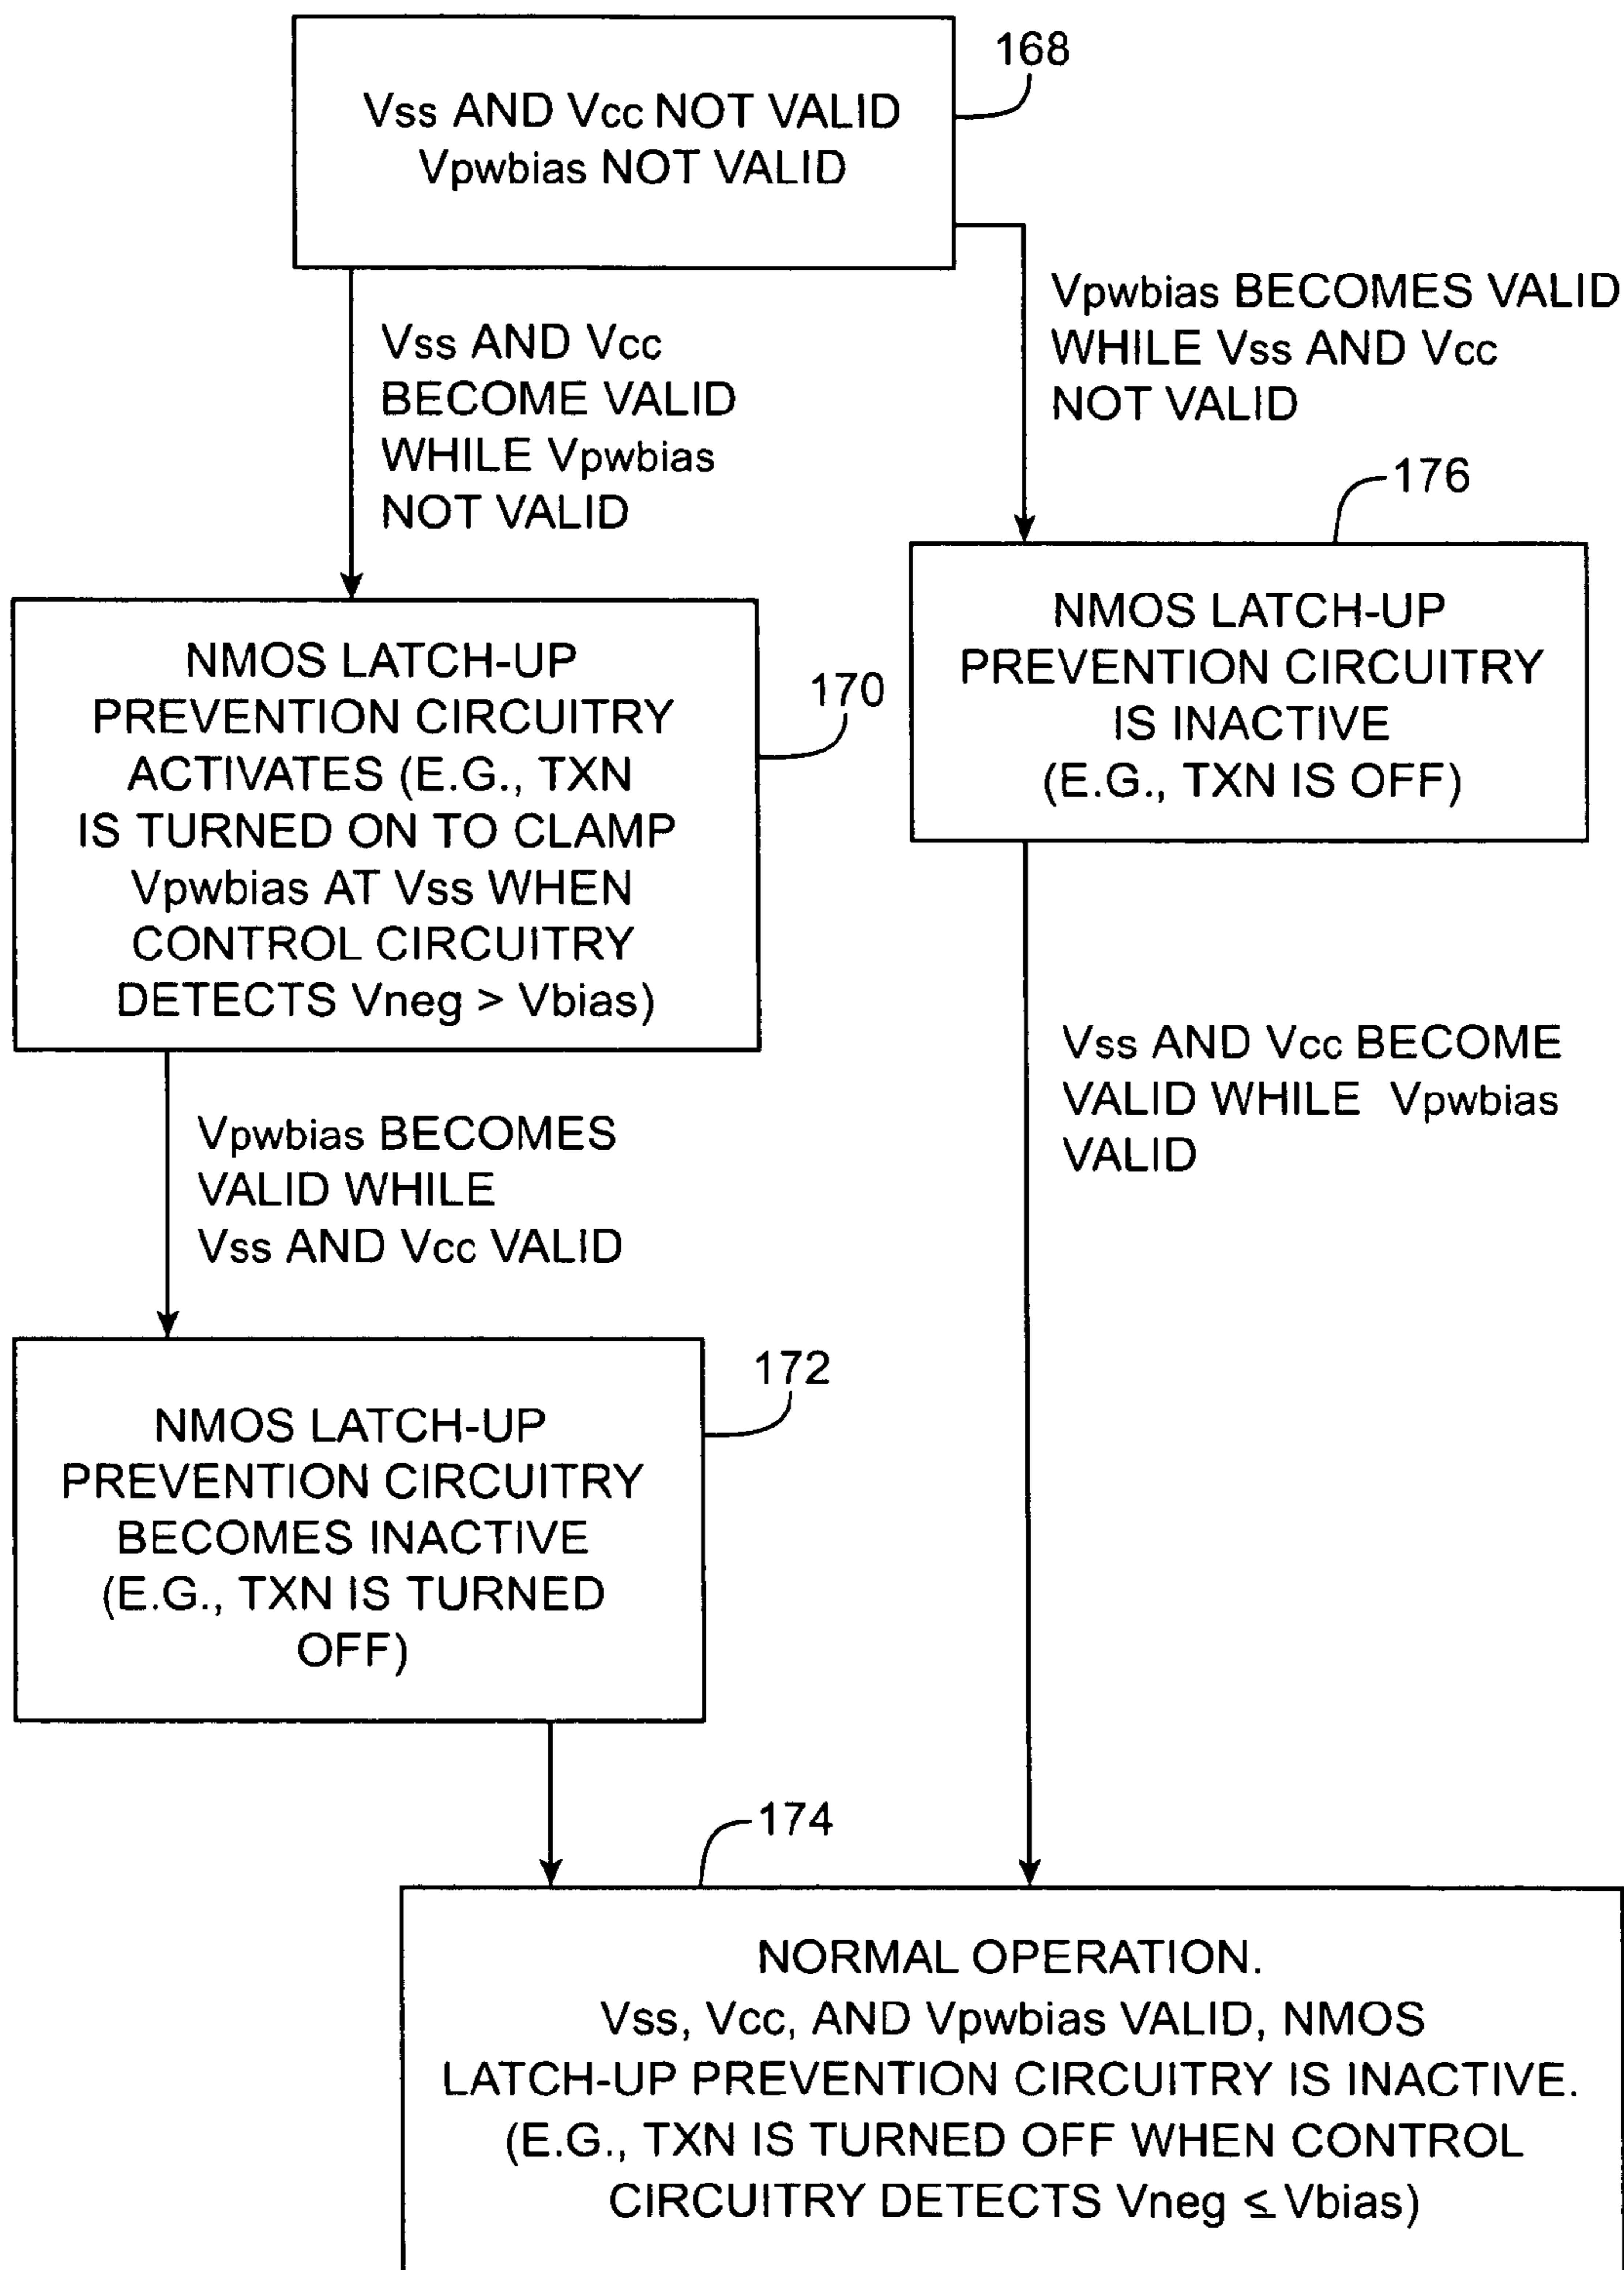 168
Vss AND Vcc NOT VALID
Vpwbias NOT VALID
Vss AND Vcc
BECOME VALID
WHILE Vpwbias
NOT VALID
Vpwbias BECOMES VALID
WHILE Vss AND Vcc
NOT VALID
170
NMOS LATCH-UP
PREVENTION CIRCUITRY
ACTIVATES (E.G., TXN
IS TURNED ON TO CLAMP
Vpwbias AT Vss WHEN
CONTROL CIRCUITRY
DETECTS Vneg > Vbias)
176
NMOS LATCH-UP
PREVENTION CIRCUITRY
IS INACTIVE
(E.G., TXN IS OFF)
Vpwbias BECOMES
VALID WHILE
Vss AND Vcc VALID
Vss AND Vcc BECOME
VALID WHILE Vpwbias
VALID
172
NMOS LATCH-UP
PREVENTION CIRCUITRY
BECOMES INACTIVE
(E.G., TXN IS TURNED
OFF)
174
NORMAL OPERATION.
Vss, Vcc, AND Vpwbias VALID, NMOS
LATCH-UP PREVENTION CIRCUITRY IS INACTIVE.
(E.G., TXN IS TURNED OFF WHEN CONTROL
CIRCUITRY DETECTS Vneg ≤ Vbias)